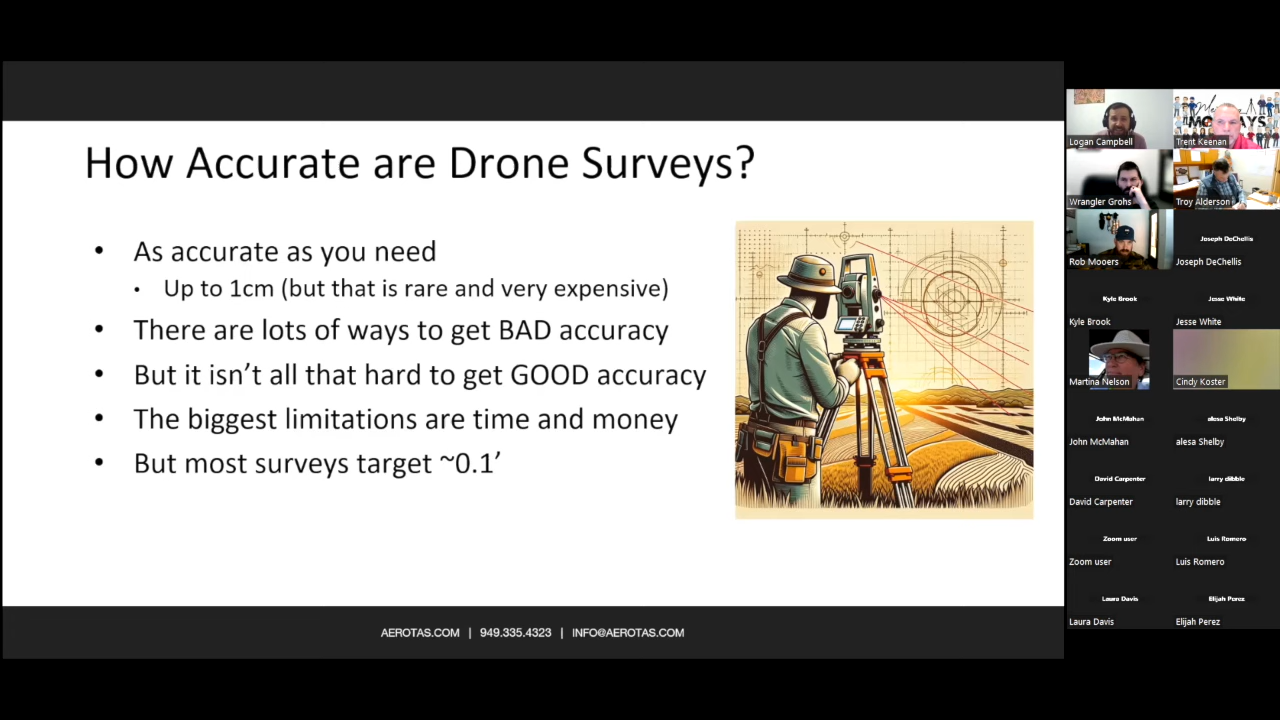 How Accurate are Drone Surveys?
• As accurate as you need
• Up to 1cm (but that is rare and very expensive)
• There are lots of ways to get BAD accuracy
• But it isn’t all that hard to get GOOD accuracy
• The biggest limitations are time and money
• But most surveys target ~0.1’
AEROTAS.COM | 949.335.4323 | INFO@AEROTAS.COM
Logan Campbell
Trent Keenan
Wrangler Grohs
Troy Alderson
Rob Mooers
Joseph DeChellis
Joseph DeChellis
Kyle Brook
Jesse White
Kyle Brook
Jesse White
Martina Nelson
Cindy Koster
John McMahan
alesa Shelby
John McMahan
alesa Shelby
David Carpenter
larry dibble
David Carpenter
larry dibble
Zoom user
Luis Romero
Zoom user
Luis Romero
Laura Davis
Elijah Perez
Laura Davis
Elijah Perez